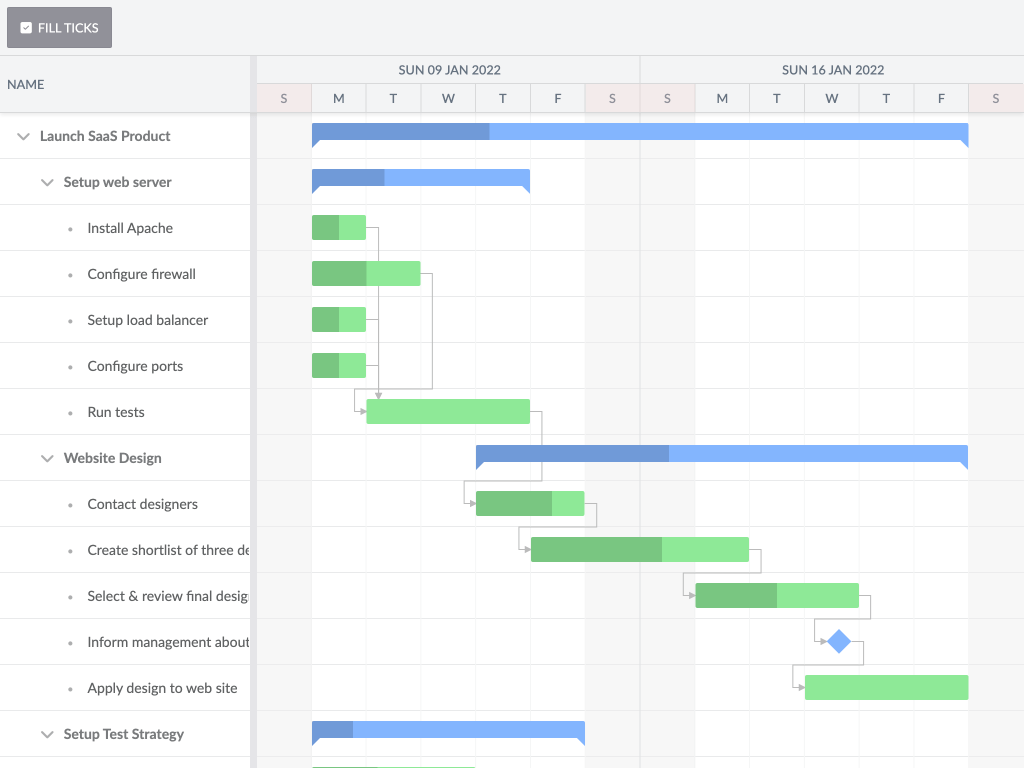 FILL TICKS
NAME
SUN 09 JAN 2022
SUN 16 JAN 2022
S M T W T F S S M T W T F S
Launch SaaS Product
Setup web server
Install Apache
Configure firewall
Setup load balancer
Configure ports
Run tests
Website Design
Contact designers
Create shortlist of three de
Select & review final desig
Inform management about
Apply design to web site
Setup Test Strategy